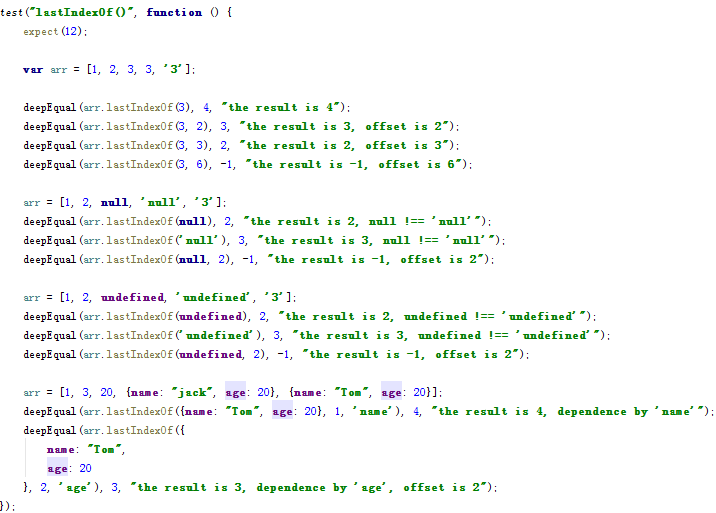 test("lastIndexOf()", function () {
expect(12);
var arr = [1, 2, 3, 3, '3'];
deepEqual(arr.lastIndexOf(3), 4, "the result is 4");
deepEqual(arr.lastIndexOf(3, 2), 3, "the result is 3, offset is 2");
deepEqual(arr.lastIndexOf(3, 3), 2, "the result is 2, offset is 3");
deepEqual(arr.lastIndexOf(3, 6), -1, "the result is -1, offset is 6");
arr = [1, 2, null, 'null', '3'];
deepEqual(arr.lastIndexOf(null), 2, "the result is 2, null !== 'null'");
deepEqual(arr.lastIndexOf('null'), 3, "the result is 3, null !== 'null'");
deepEqual(arr.lastIndexOf(null, 2), -1, "the result is -1, offset is 2");
arr = [1, 2, undefined, 'undefined', '3'];
deepEqual(arr.lastIndexOf(undefined), 2, "the result is 2, undefined !== 'undefined'");
deepEqual(arr.lastIndexOf('undefined'), 3, "the result is 3, undefined !== 'undefined'");
deepEqual(arr.lastIndexOf(undefined, 2), -1, "the result is -1, offset is 2");
arr = [1, 3, 20, {name: "jack", age: 20}, {name: "Tom", age: 20}];
deepEqual(arr.lastIndexOf({name: "Tom", age: 20}, 1, 'name'), 4, "the result is 4, dependence by 'name'");
deepEqual(arr.lastIndexOf({
name: "Tom",
age: 20
}, 2, 'age'), 3, "the result is 3, dependence by 'age', offset is 2");
});